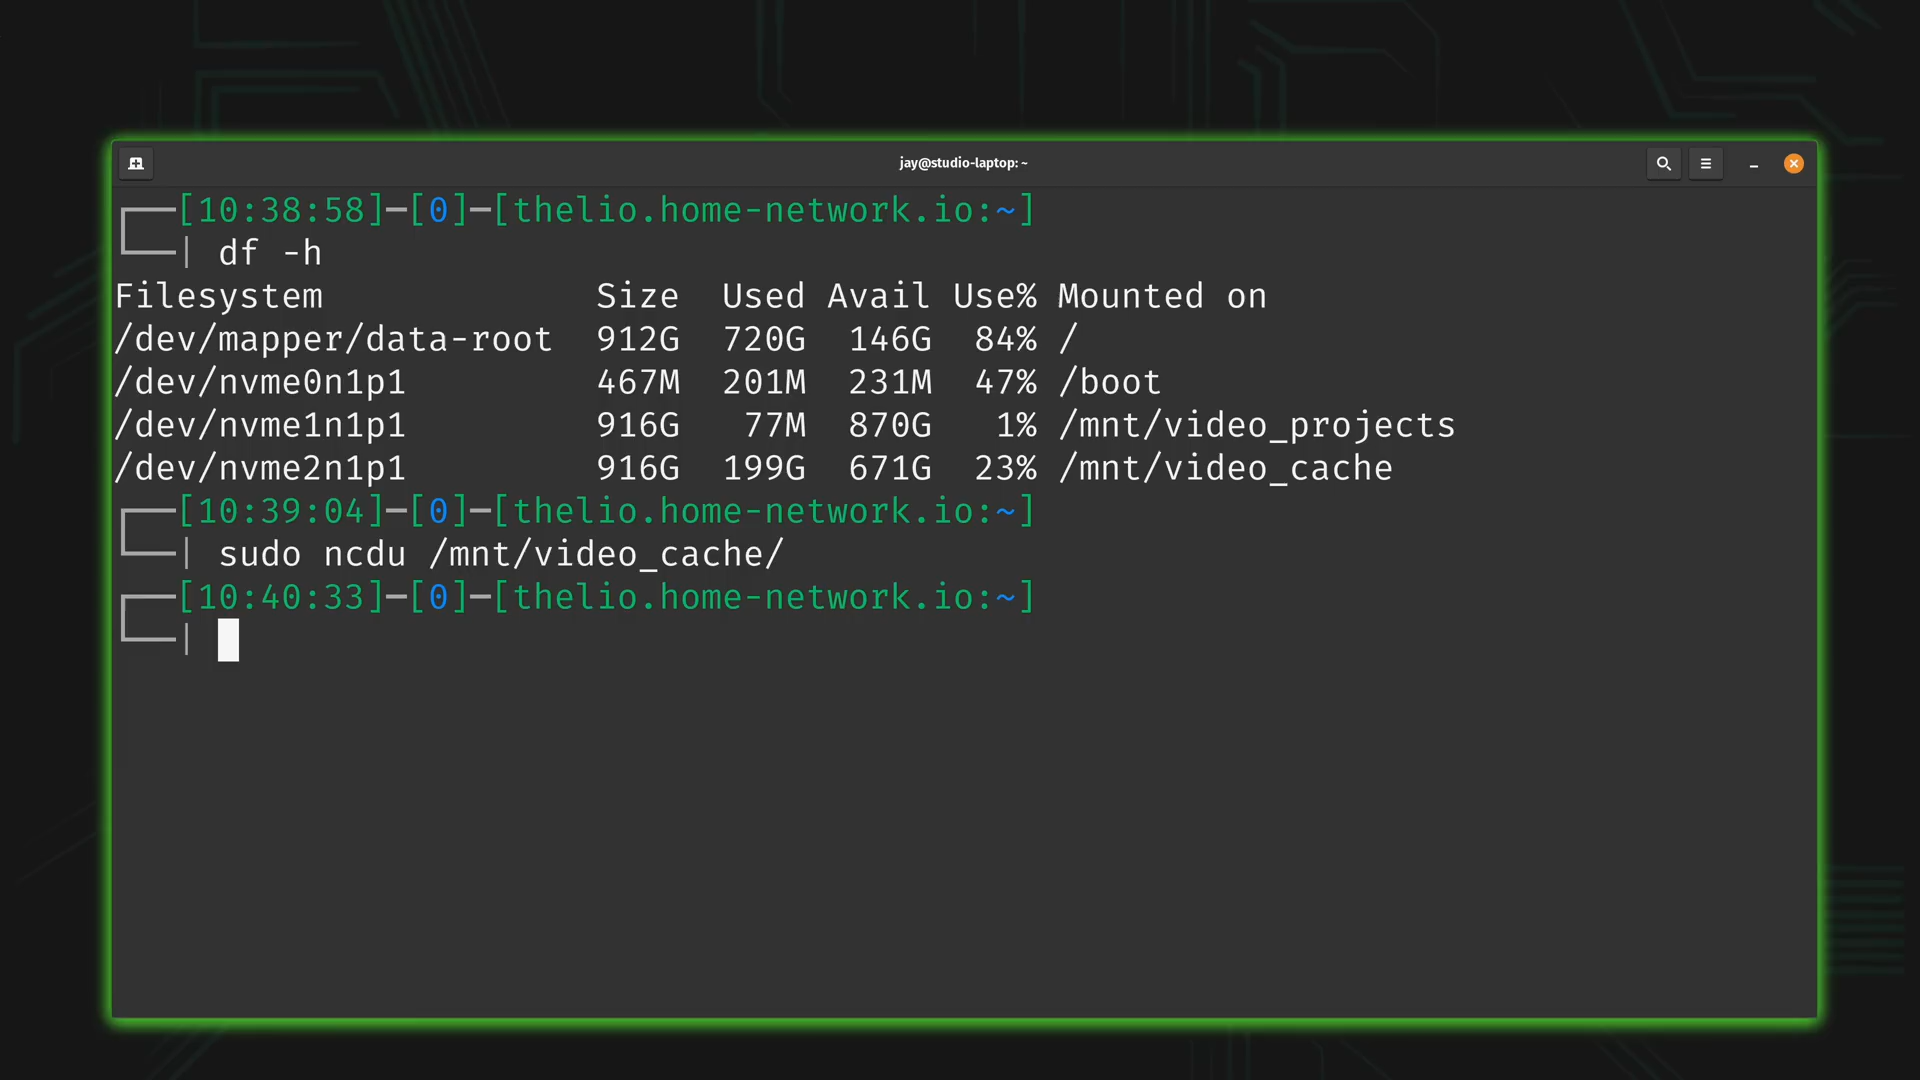 jay@studio-laptop: ~
[10:38:58]─[0]─[thelio.home-network.io:~]
| df -h
Filesystem Size Used Avail Use% Mounted on
/dev/mapper/data-root 912G 720G 146G 84% /
/dev/nvme0n1p1 467M 201M 231M 47% /boot
/dev/nvme1n1p1 916G 77M 870G 1% /mnt/video_projects
/dev/nvme2n1p1 916G 199G 671G 23% /mnt/video_cache
[10:39:04]─[0]─[thelio.home-network.io:~]
| sudo ncdu /mnt/video_cache/
[10:40:33]─[0]─[thelio.home-network.io:~]
|